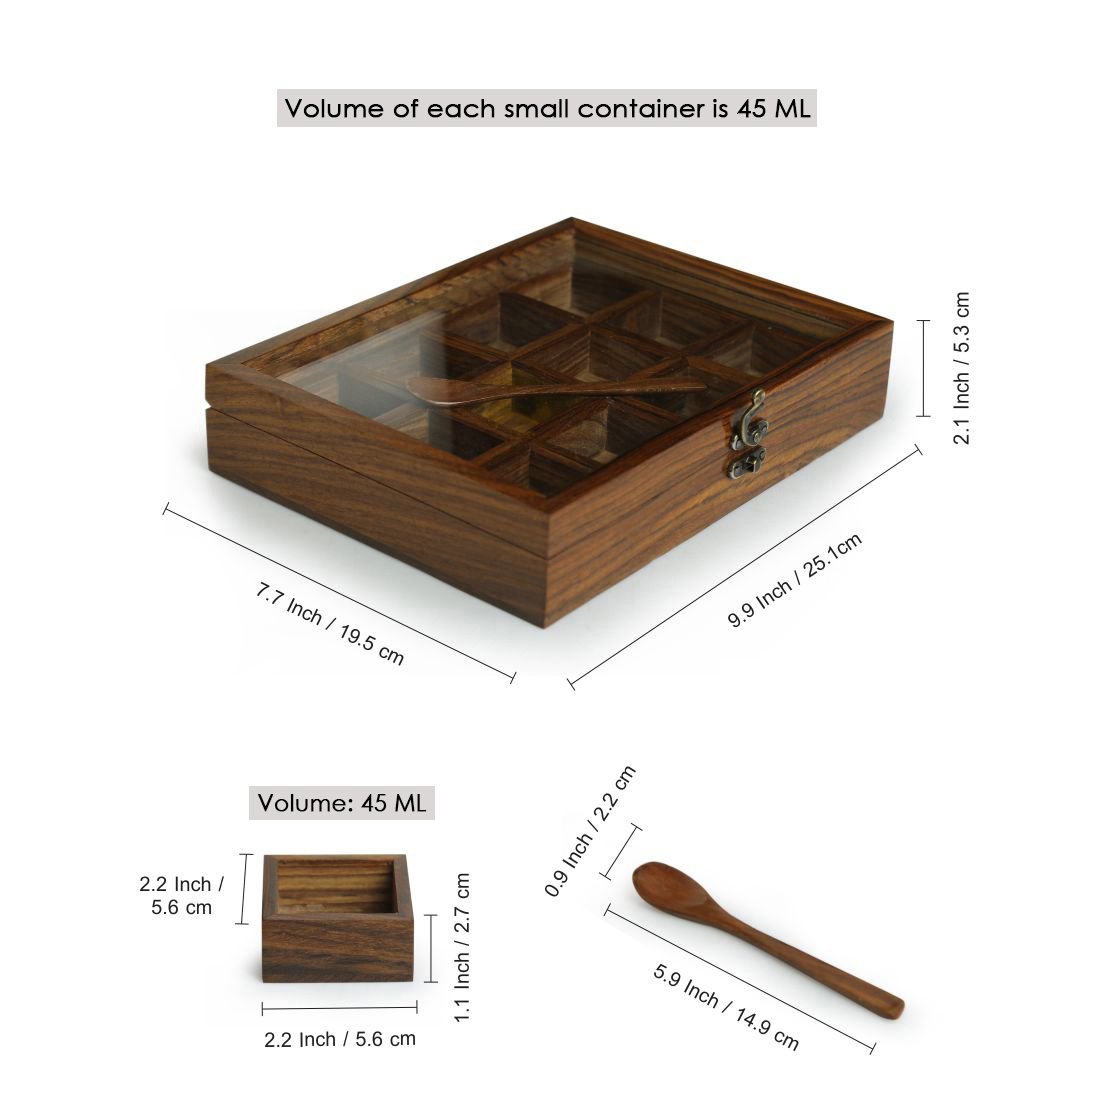 Volume of each small container is 45 ML
2.1 Inch / 5.3 cm
7.7 Inch / 19.5 cm
9.9 Inch / 25.1cm
Volume: 45 ML
2.2 Inch /
5.6 cm
1.1 Inch / 2.7 cm
2.2 Inch / 5.6 cm
0.9 Inch / 2.2 cm
5.9 Inch / 14.9 cm